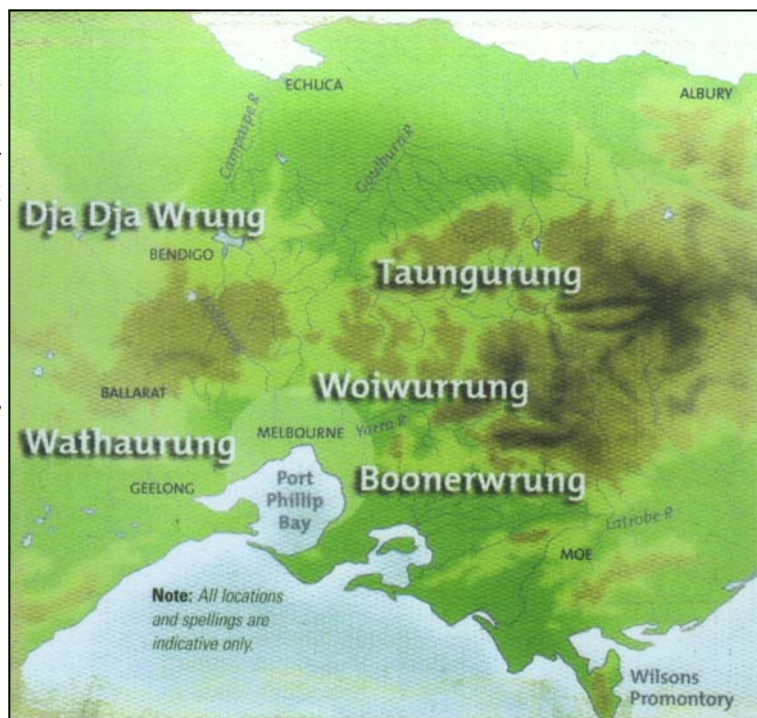 ECHUCA
ALBURY
Campaspe R
Goulburn R
Dja Dja Wrung
BENDIGO
Taungurung
Woiwurrung
BALLARAT
MELBOURNE
Yarra R
Wathaurung
Boonerwrung
GEELONG
Port
Phillip
Bay
Latrobe R
MOE
Note: All locations
and spellings are
indicative only.
Wilsons
Promontory